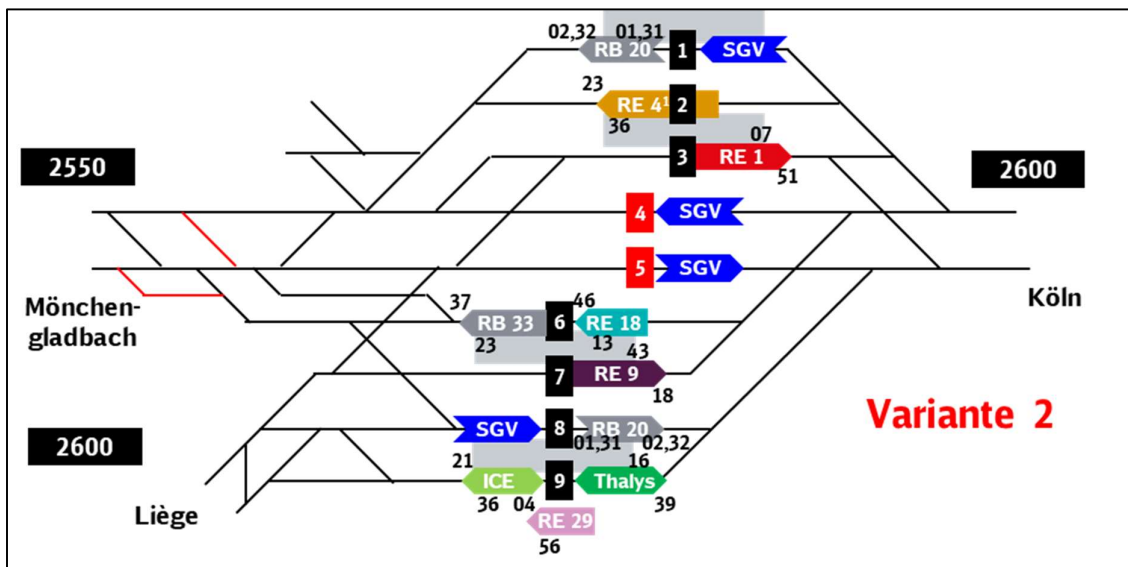 02,32 01,31
RB 20 1 SGV
23
RE 4¹ 2
36
07
3 RE 1
51
2550
2600
4 SGV
5 SGV
Mönchen-
gladbach
Köln
37 46
RB 33 6 RE 18
23 13 43
7 RE 9
18
Variante 2
SGV 8 RB 20
2600
01,31 02,32
21 16
ICE 9 Thalys
36 04 39
Liège
RE 29
56